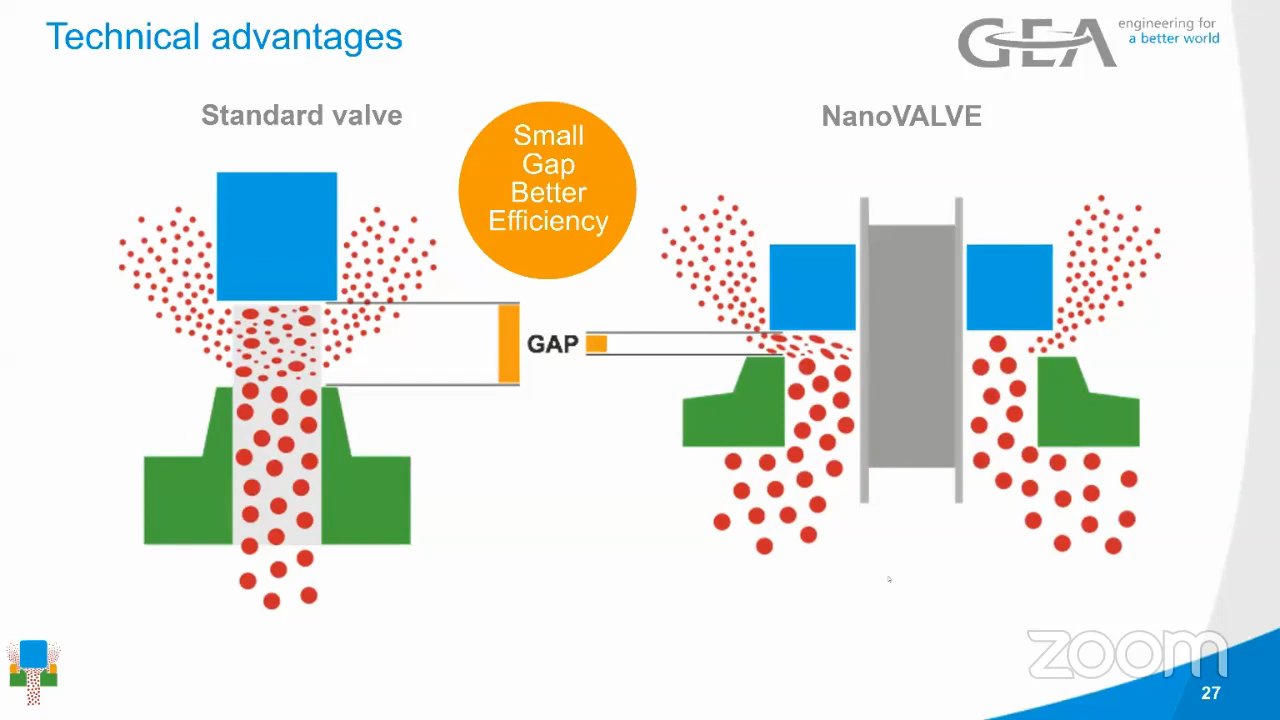 Technical advantages
GEA
engineering for
a better world
Standard valve
Small
Gap
Better
Efficiency
NanoVALVE
GAP
zoom
27